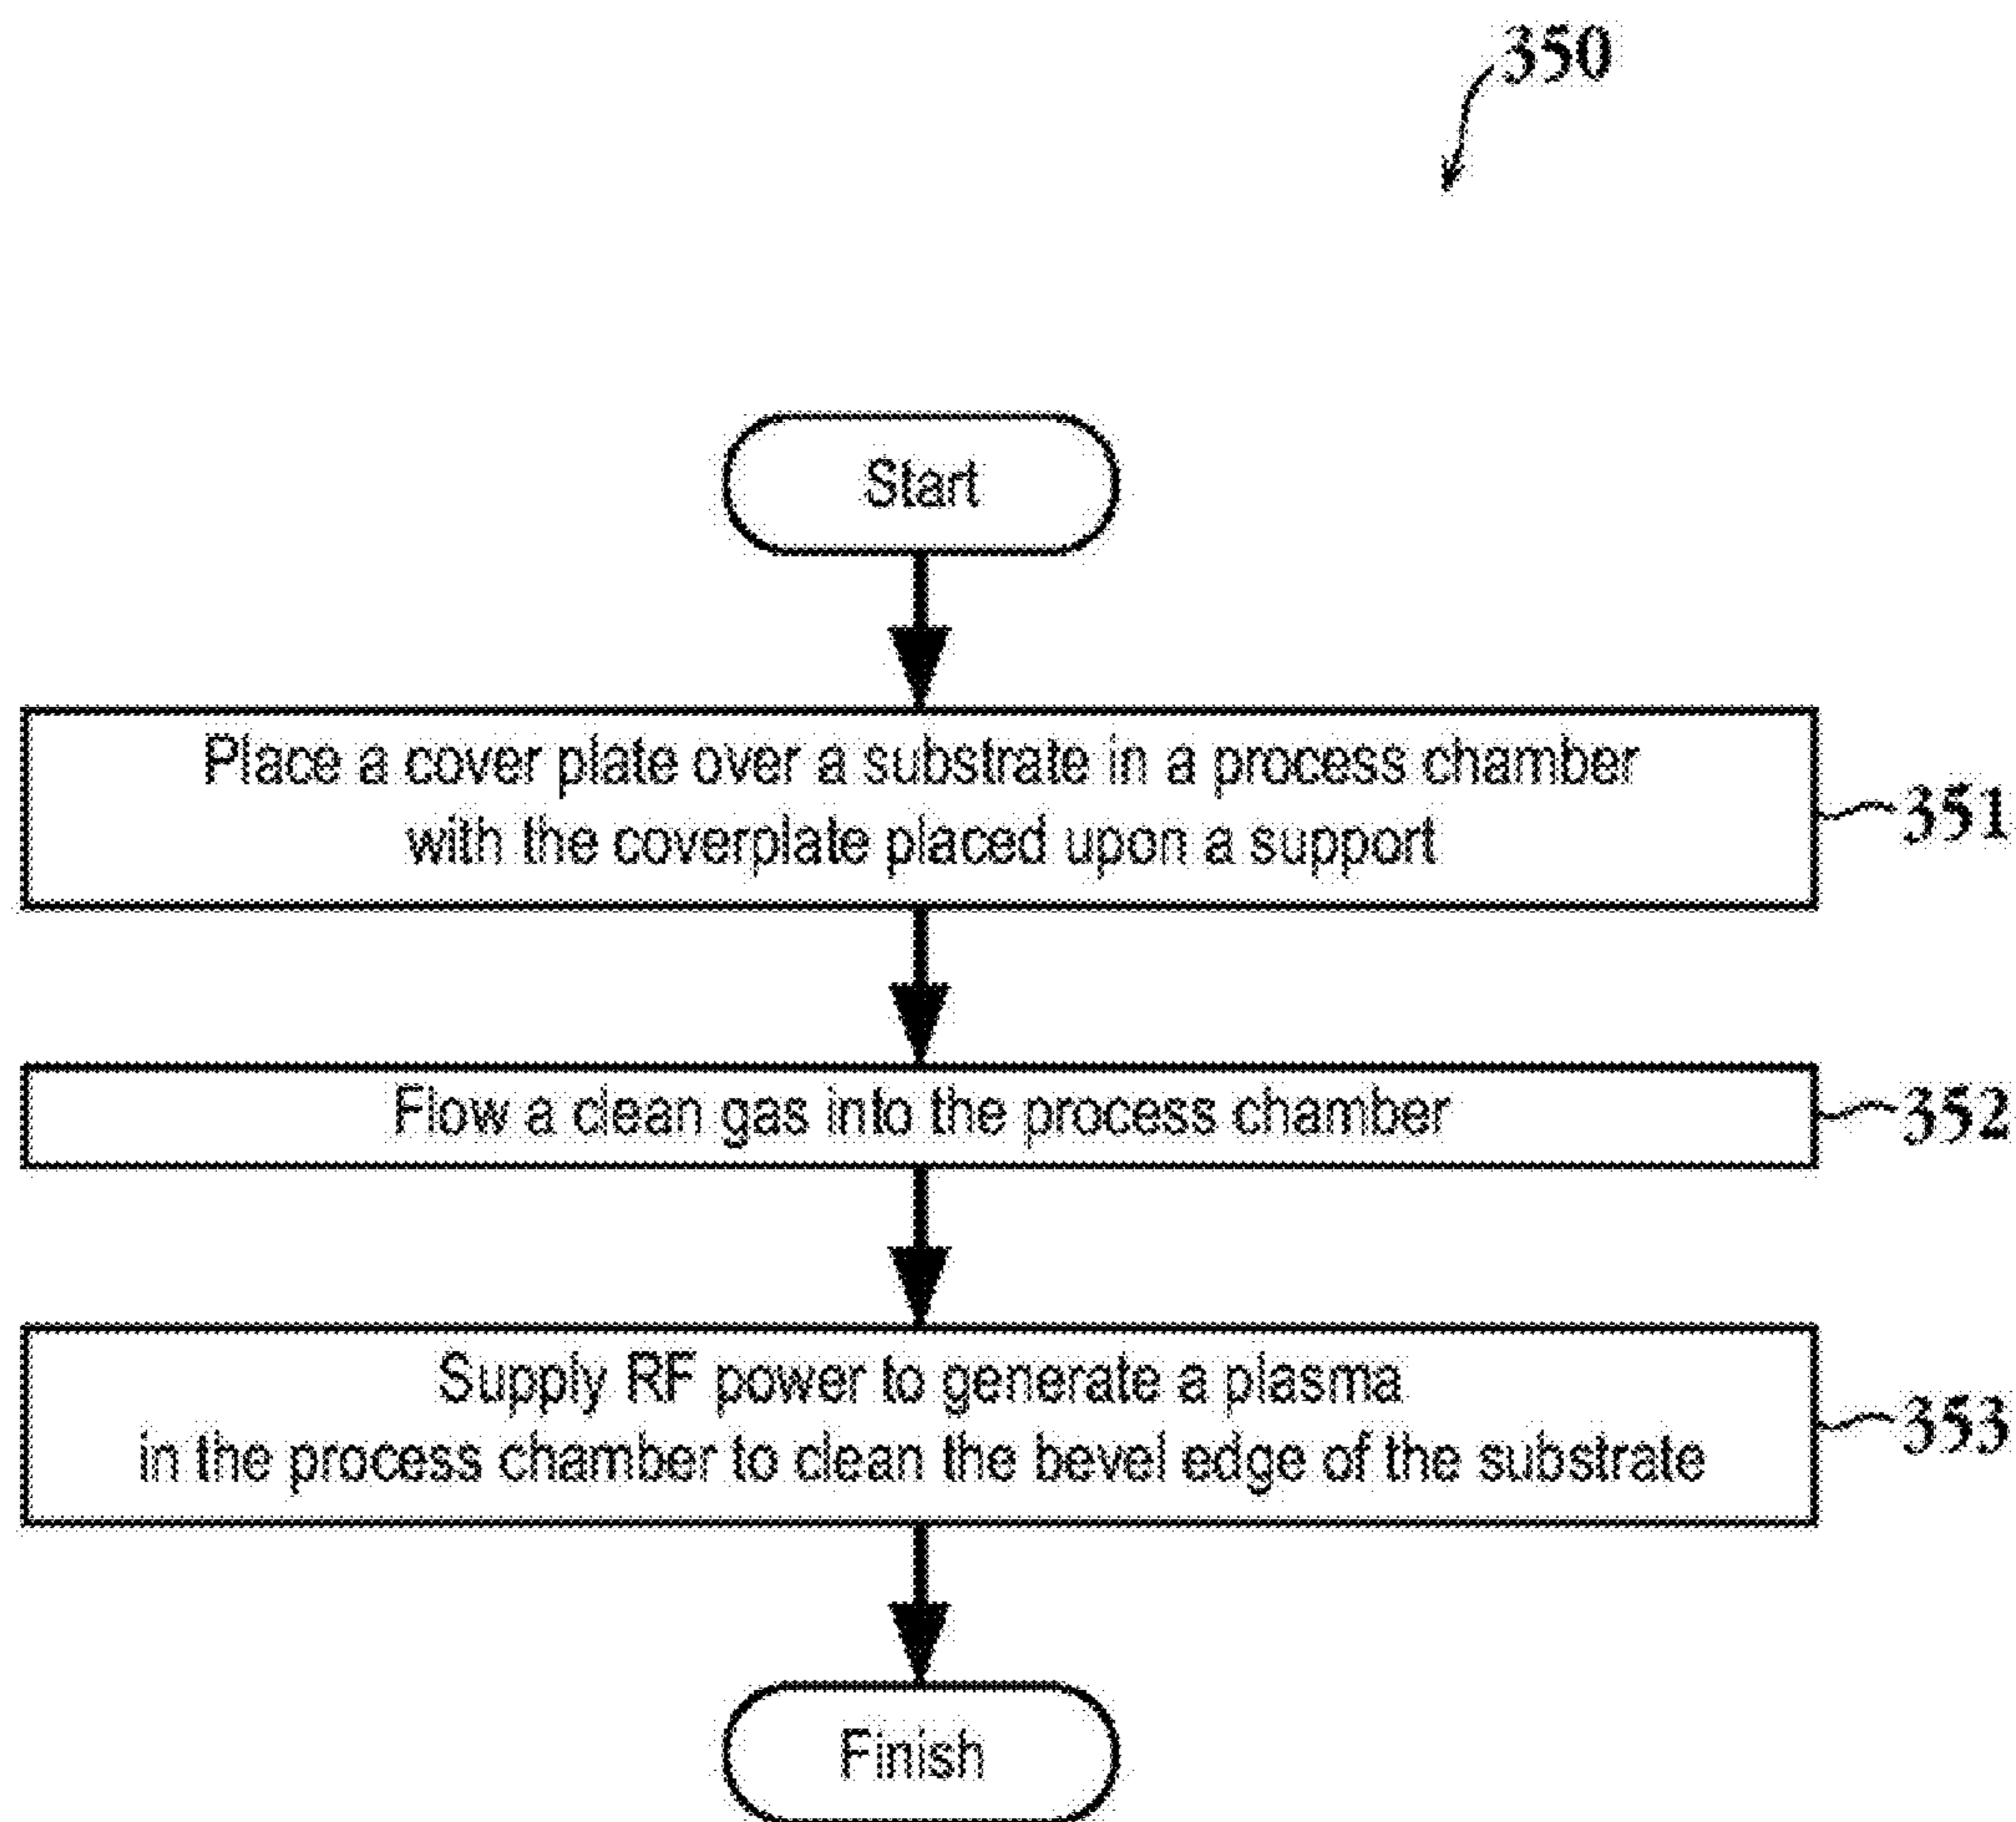 350
Start
Place a cover plate over a substrate in a process chamber
with the coverplate placed upon a support
351
Flow a clean gas into the process chamber
352
Supply RF power to generate a plasma
in the process chamber to clean the bevel edge of the substrate
353
Finish